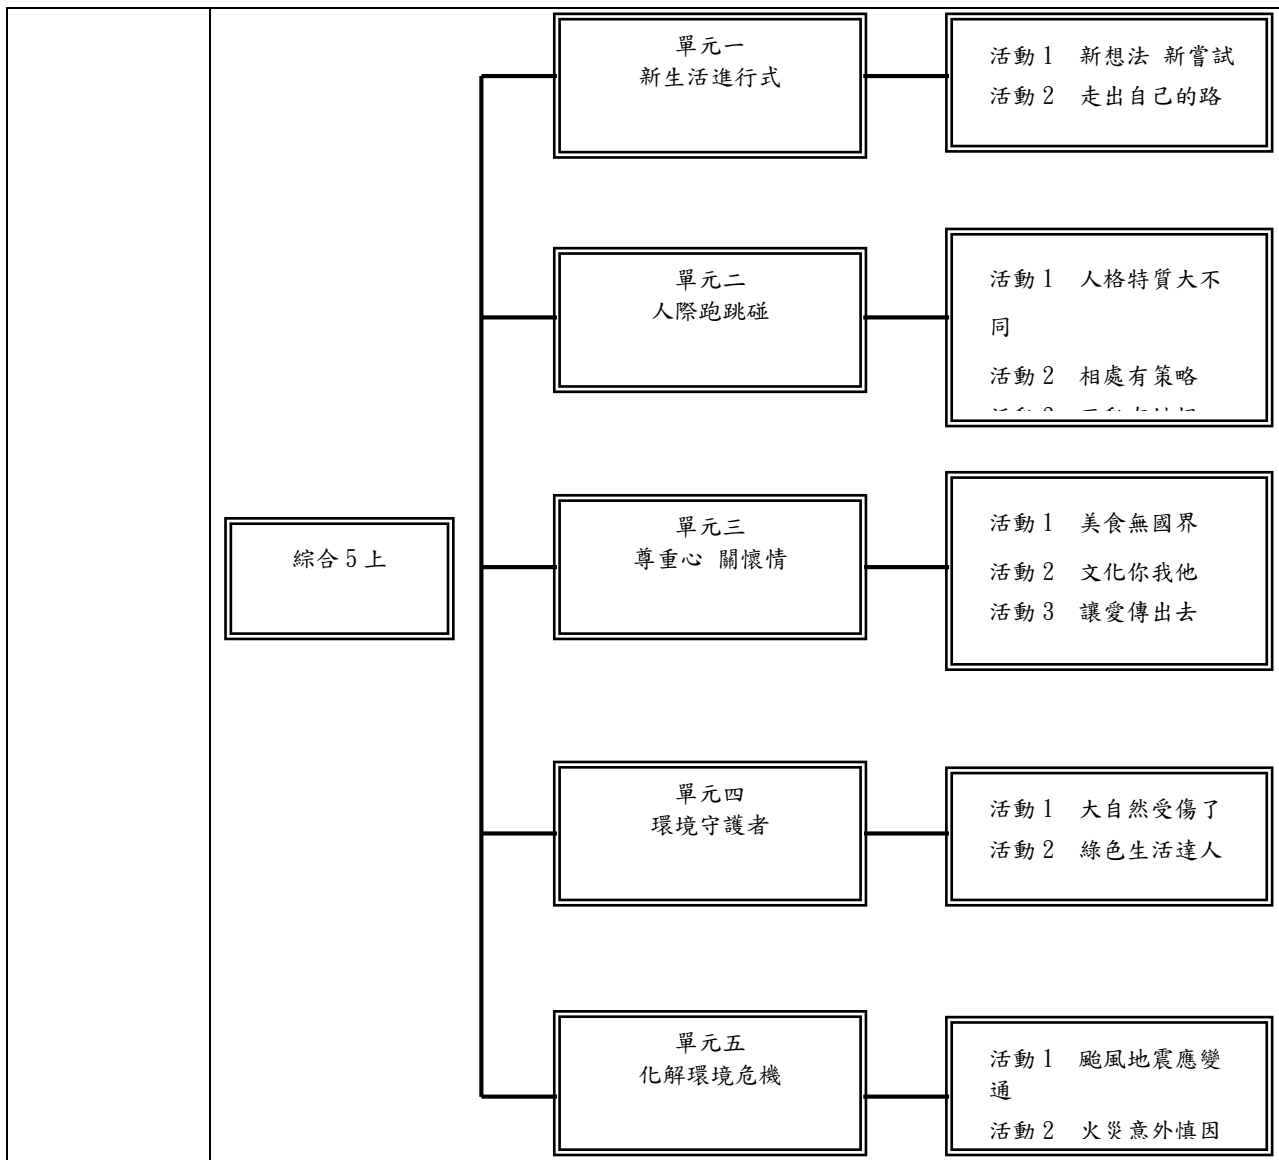 單元一
新生活進行式
活動 1 新想法 新嘗試
活動 2 走出自己的路
單元二
人際跑跳碰
活動 1 人格特質大不
同
活動 2 相處有策略
綜合 5 上
單元三
尊重心 關懷情
活動 1 美食無國界
活動 2 文化你我他
活動 3 讓愛傳出去
單元四
環境守護者
活動 1 大自然受傷了
活動 2 綠色生活達人
單元五
化解環境危機
活動 1 颱風地震應變
通
活動 2 火災意外慎因